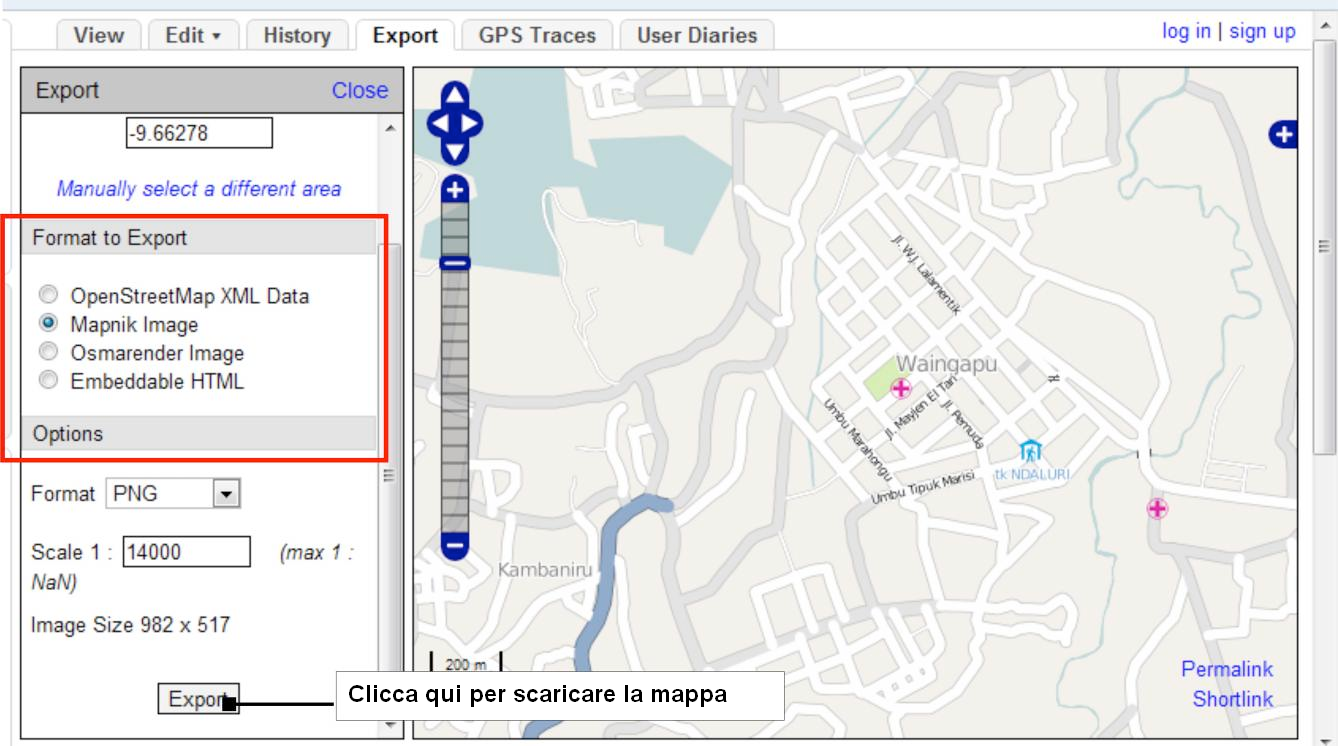 View
Edit
History
Export
GPS Traces
User Diaries
log in | sign up
Export
Close
-9.66278
Manually select a different area
Format to Export
OpenStreetMap XML Data
Mapnik Image
Osmarender Image
Embeddable HTML
Options
Format PNG
Scale 1 : 14000 (max 1 :
NaN)
Image Size 982 x 517
Export
Clicca qui per scaricare la mappa
Jl. W.J. Lalamentik
Waingapu
Jl. Mayjen El Tari
Jl. Pemuda
Umbu Marahongu
Umbu Tipuk Marisi
tk NDALURI
Kambaniru
200 m
Permalink
Shortlink